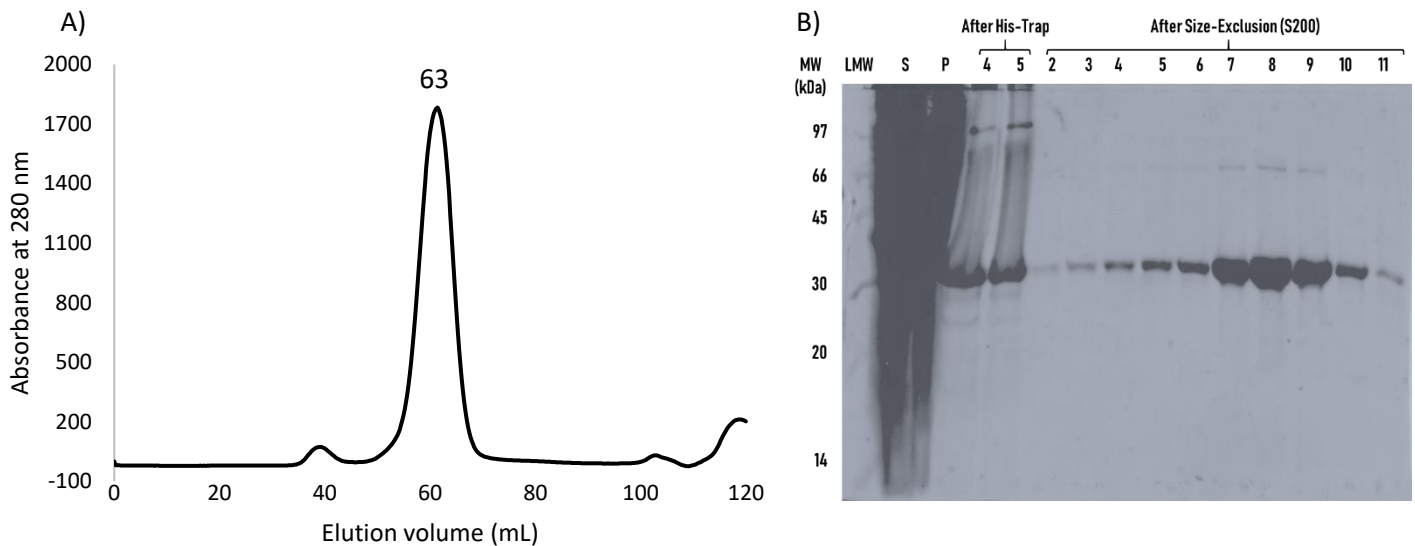 A)
63
2000
1700
1400
1100
800
500
200
-100
Absorbance at 280 nm
0 20 40 60 80 100 120
Elution volume (mL)
B)
After His-Trap After Size-Exclusion (S200)
MW LMW S P 4 5 2 3 4 5 6 7 8 9 10 11
(kDa)
97
66
45
30
20
14